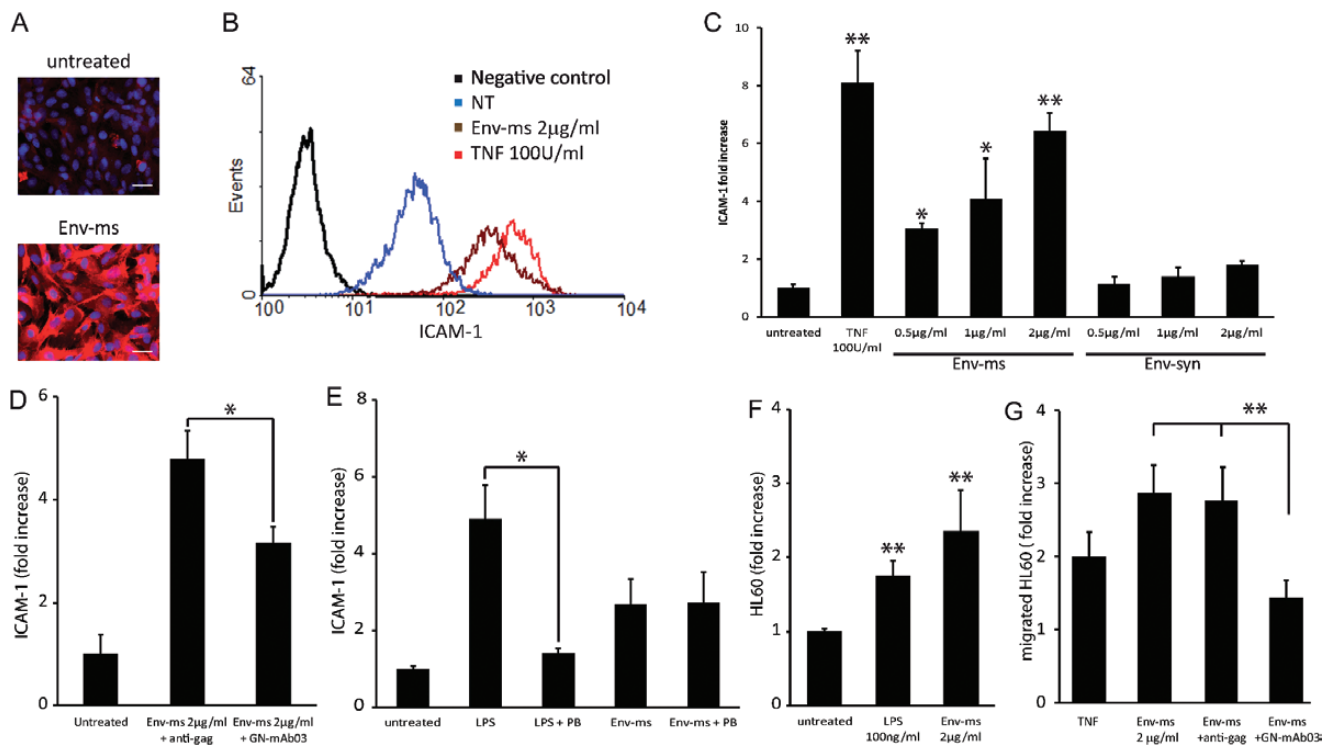 A
untreated
Env-ms
B
64
Events
0
Negative control
NT
Env-ms 2µg/ml
TNF 100U/ml
10⁰ 10¹ 10² 10³ 10⁴
ICAM-1
C
ICAM-1 fold increase
10
8
6
4
2
0
** * * **
untreated TNF 100U/ml 0.5µg/ml 1µg/ml 2µg/ml 0.5µg/ml 1µg/ml 2µg/ml
Env-ms Env-syn
D
ICAM-1 (fold increase)
6
4
2
0
*
Untreated Env-ms 2µg/ml + anti-gag Env-ms 2µg/ml + GN-mAb03
E
ICAM-1 (fold increase)
8
6
4
2
0
*
untreated LPS LPS + PB Env-ms Env-ms + PB
F
HL60 (fold increase)
4
3
2
1
0
** **
untreated LPS 100ng/ml Env-ms 2µg/ml
G
migrated HL60 ( fold increase)
4
3
2
1
0
**
TNF Env-ms 2 µg/ml Env-ms +anti-gag Env-ms +GN-mAb03